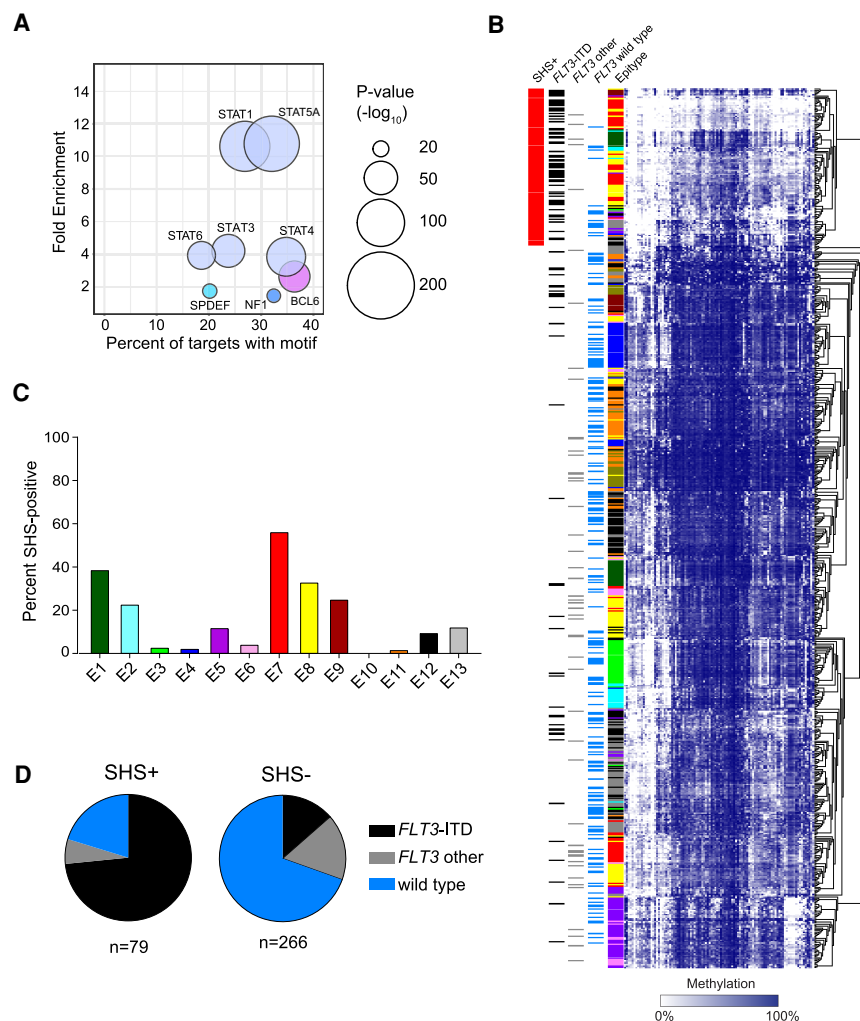 A
Fold Enrichment
14
12
10
8
6
4
2
STAT1
STAT5A
STAT6
STAT3
STAT4
SPDEF
NF1
BCL6
0
10
20
30
40
Percent of targets with motif
P-value
(-log10)
20
50
100
200
B
SHS+
FLT3-ITD
FLT3 other
FLT3 wild type
Epitype
Methylation
0%
100%
C
Percent SHS-positive
100
80
60
40
20
0
E1
E2
E3
E4
E5
E6
E7
E8
E9
E10
E11
E12
E13
D
SHS+
SHS-
FLT3-ITD
FLT3 other
wild type
n=79
n=266